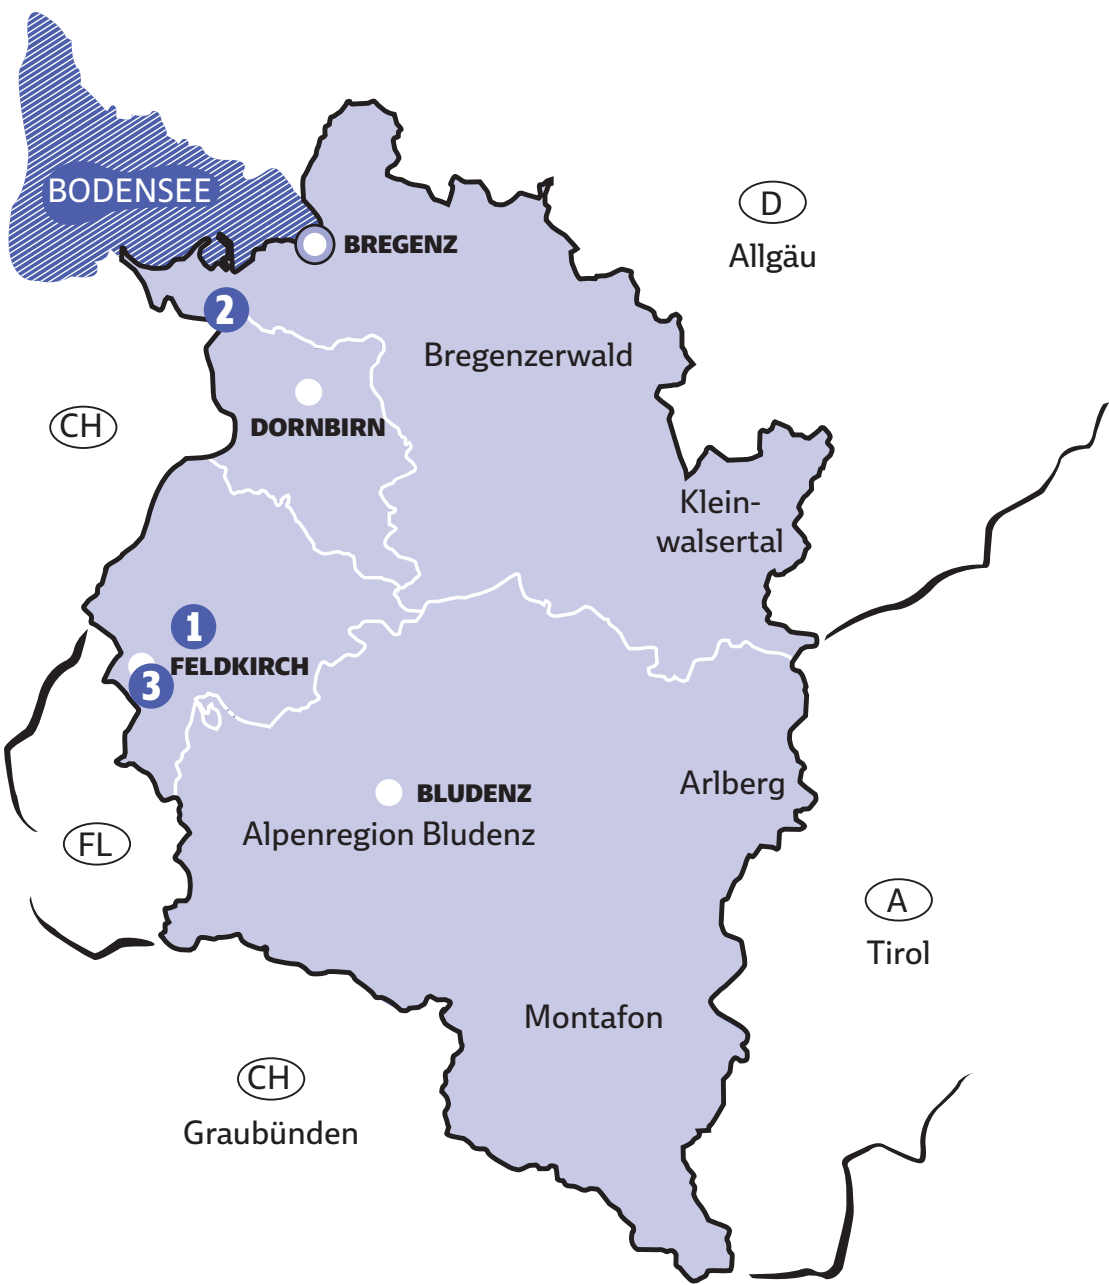 BODENSEE
D
BREGENZ
Allgäu
2
Bregenzerwald
CH
DORNBIRN
Klein-
walsertal
1
FELDKIRCH
3
Arlberg
BLUDENZ
Alpenregion Bludenz
FL
A
Tirol
Montafon
CH
Graubünden